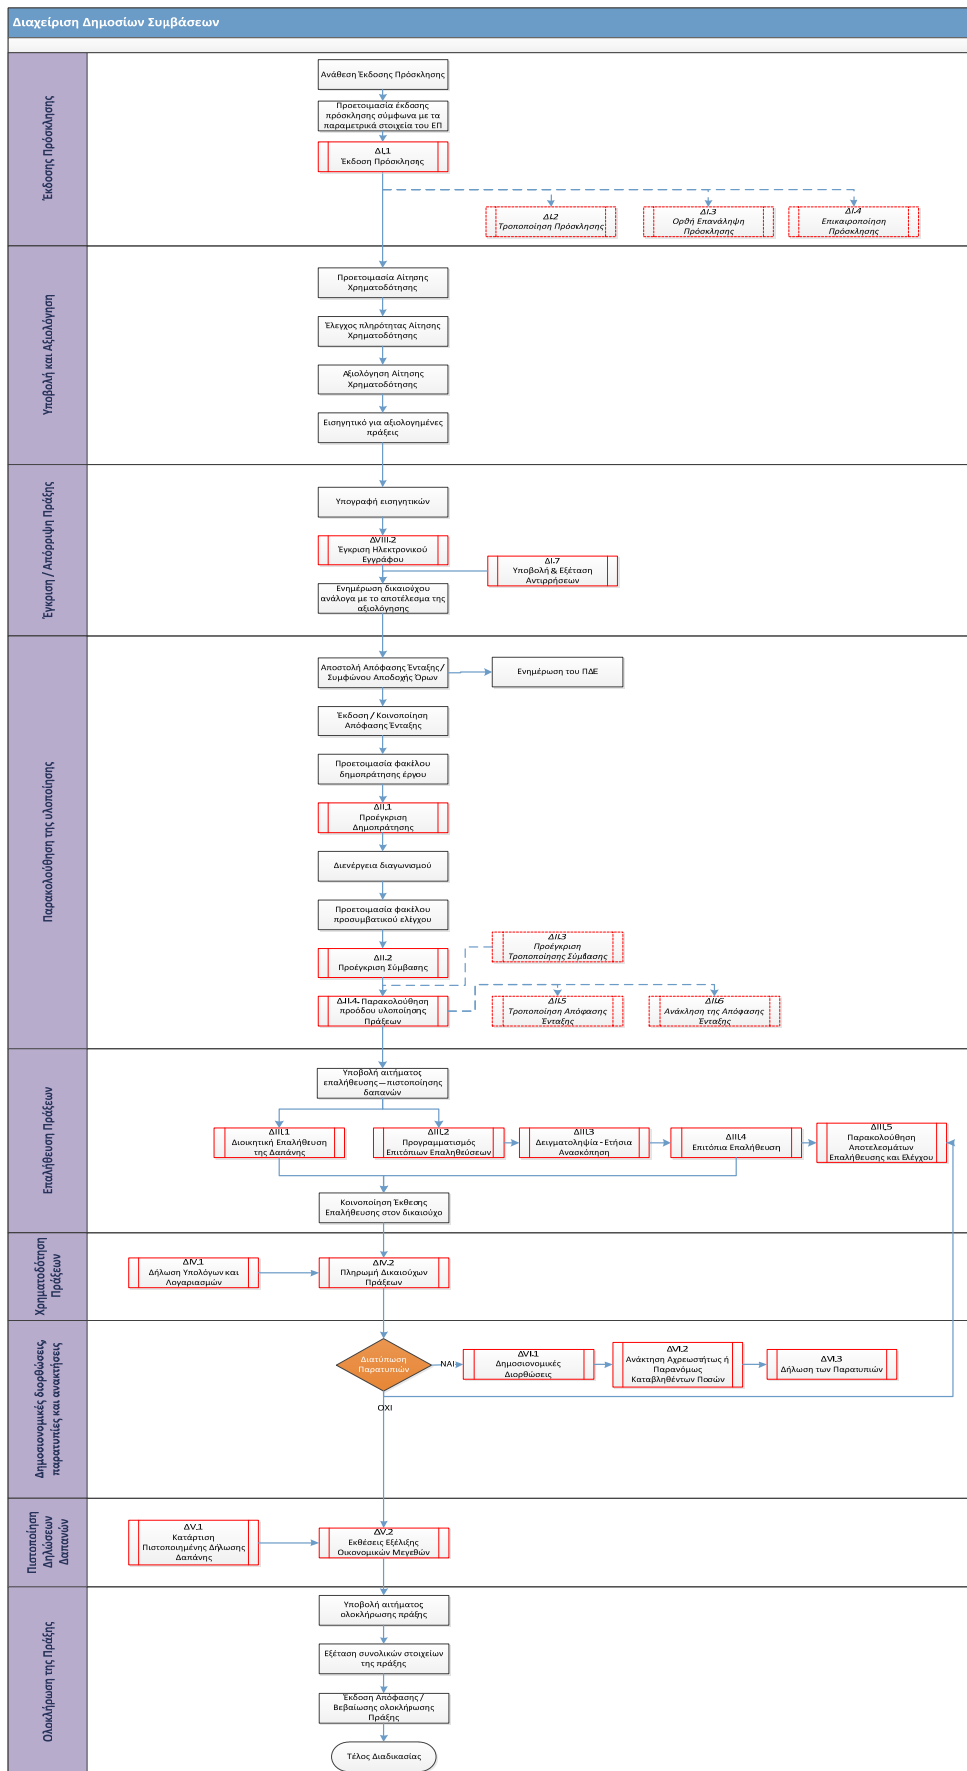 Διαχείριση Δημοσίων Συμβάσεων
Έκδοσης Πρόσκλησης
Ανάθεση Έκδοσης Πρόσκλησης
Προετοιμασία έκδοσης
πρόσκλησης σύμφωνα με τα
παραμετρικά στοιχεία του ΕΠ
ΔΙ.1
Έκδοση Πρόσκλησης
ΔΙ.2
Τροποποίηση Πρόσκλησης
ΔΙ.3
Ορθή Επανάληψη
Πρόσκλησης
ΔΙ.4
Επικαιροποίηση
Πρόσκλησης
Υποβολή και Αξιολόγηση
Προετοιμασία Αίτησης
Χρηματοδότησης
Έλεγχος πληρότητας Αίτησης
Χρηματοδότησης
Αξιολόγηση Αίτησης
Χρηματοδότησης
Εισηγητικό για αξιολογημένες
πράξεις
Έγκριση / Απόρριψη Πράξης
Υπογραφή εισηγητικών
ΔVIII.2
Έγκριση Ηλεκτρονικού
Εγγράφου
ΔΙ.7
Υποβολή & Εξέταση
Αντιρρήσεων
Ενημέρωση δικαιούχου
ανάλογα με το αποτέλεσμα της
αξιολόγησης
Παρακολούθηση της υλοποίησης
Αποστολή Απόφασης Ένταξης/
Συμφώνου Αποδοχής Όρων
Ενημέρωση του ΠΔΕ
Έκδοση / Κοινοποίηση
Απόφασης Ένταξης
Προετοιμασία φακέλου
δημοπράτησης έργου
ΔΙΙ.1
Προέγκριση
Δημοπράτησης
Διενέργεια διαγωνισμού
Προετοιμασία φακέλου
προσυμβατικού ελέγχου
ΔΙΙ.2
Προέγκριση Σύμβασης
ΔΙΙ.3
Προέγκριση
Τροποποίησης Σύμβασης
ΔΙΙ.4 Παρακολούθηση
προόδου υλοποίησης
Πράξεων
ΔΙΙ.5
Τροποποίηση Απόφασης
Ένταξης
ΔΙΙ.6
Ανάκληση της Απόφασης
Ένταξης
Επαλήθευση Πράξεων
Υποβολή αιτήματος
επαλήθευσης—πιστοποίησης
δαπανών
ΔΙΙΙ.1
Διοικητική Επαλήθευση
της Δαπάνης
ΔΙΙΙ.2
Προγραμματισμός
Επιτόπιων Επαληθεύσεων
ΔΙΙΙ.3
Δειγματοληψία - Ετήσια
Ανασκόπηση
ΔΙΙΙ.4
Επιτόπια Επαλήθευση
ΔΙΙΙ.5
Παρακολούθηση
Αποτελεσμάτων
Επαλήθευσης και Ελέγχου
Κοινοποίηση Έκθεσης
Επαλήθευσης στον δικαιούχο
Χρηματοδότηση
Πράξεων
ΔΙV.1
Δήλωση Υπολόγων και
Λογαριασμών
ΔΙV.2
Πληρωμή Δικαιούχων
Πράξεων
Δημοσιονομικές διορθώσεις,
παρατυπίες και ανακτήσεις
Διατύπωση
Παρατυπιών
ΝΑΙ
ΔVΙ.1
Δημοσιονομικές
Διορθώσεις
ΔVΙ.2
Ανάκτηση Αχρεωστήτως ή
Παρανόμως
Καταβληθέντων Ποσών
ΔVΙ.3
Δήλωση των Παρατυπιών
ΟΧΙ
Πιστοποίηση
Δηλώσεων
Δαπανών
ΔV.1
Κατάρτιση
Πιστοποιημένης Δήλωσης
Δαπάνης
ΔV.2
Εκθέσεις Εξέλιξης
Οικονομικών Μεγεθών
Ολοκλήρωση της Πράξης
Υποβολή αιτήματος
ολοκλήρωσης πράξης
Εξέταση συνολικών στοιχείων
της πράξης
Έκδοση Απόφασης /
Βεβαίωσης ολοκλήρωσης
Πράξης
Τέλος Διαδικασίας